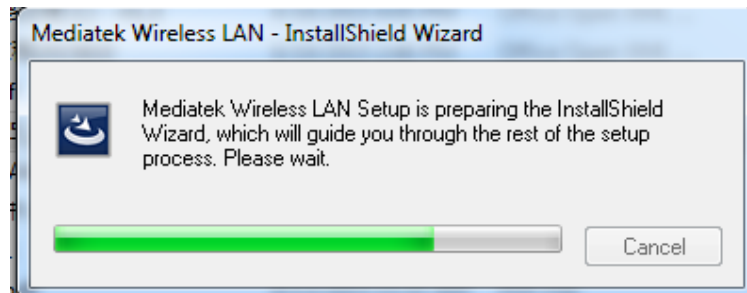 Mediatek Wireless LAN - InstallShield Wizard
Mediatek Wireless LAN Setup is preparing the InstallShield
Wizard, which will guide you through the rest of the setup
process. Please wait.
Cancel